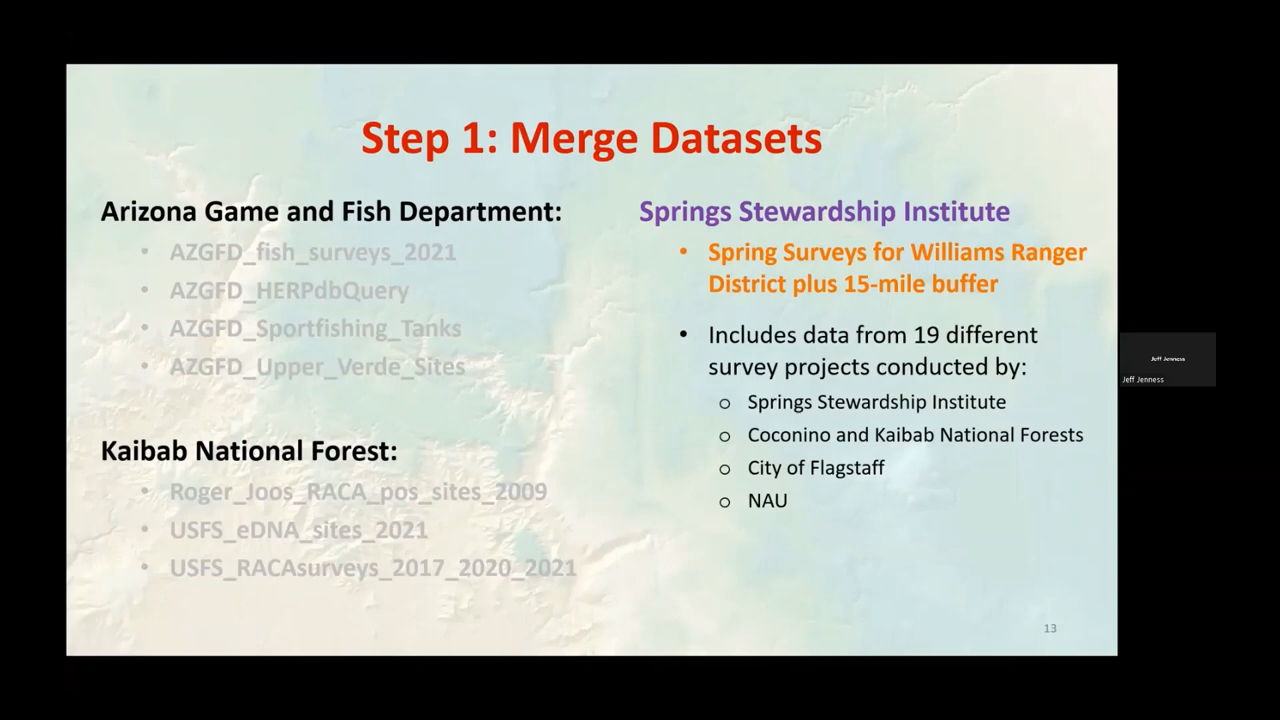 Step 1: Merge Datasets
Arizona Game and Fish Department:
• AZGFD_fish_surveys_2021
• AZGFD_HERPdbQuery
• AZGFD_Sportfishing_Tanks
• AZGFD_Upper_Verde_Sites
Kaibab National Forest:
• Roger_Joos_RACA_pos_sites_2009
• USFS_eDNA_sites_2021
• USFS_RACAsurveys_2017_2020_2021
Springs Stewardship Institute
• Spring Surveys for Williams Ranger
District plus 15-mile buffer
• Includes data from 19 different
survey projects conducted by:
o Springs Stewardship Institute
o Coconino and Kaibab National Forests
o City of Flagstaff
o NAU
13
Jeff Jenness
Jeff Jenness